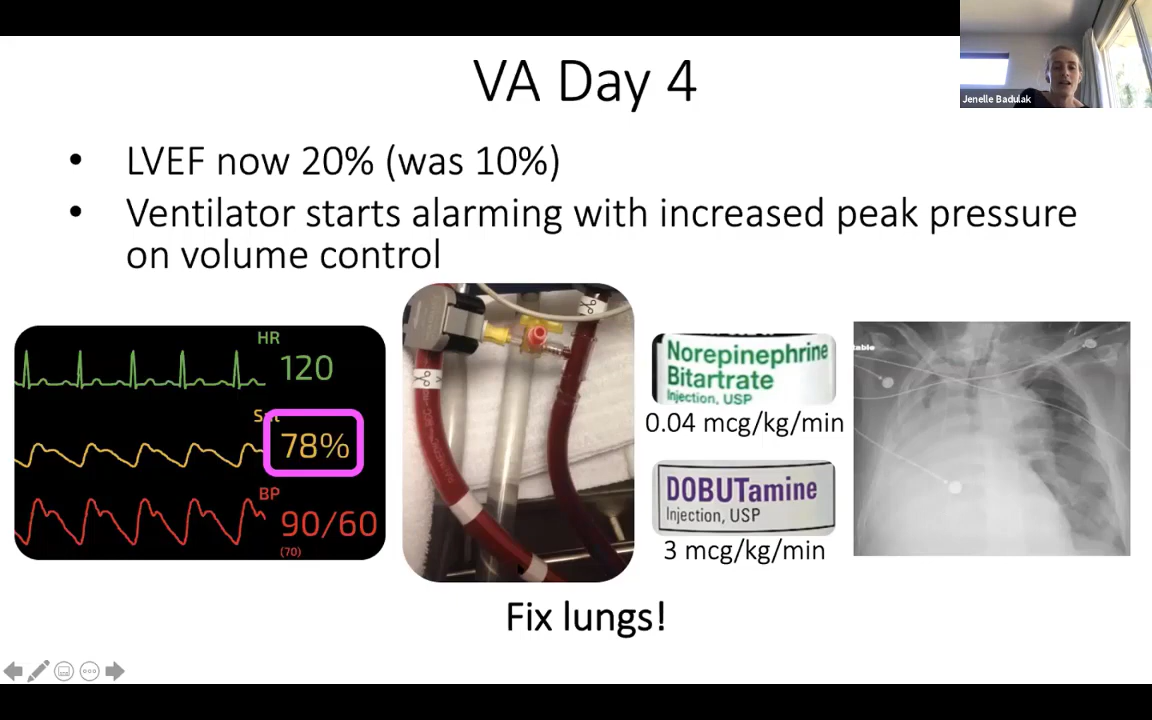 Jenelle Badulak
VA Day 4
• LVEF now 20% (was 10%)
• Ventilator starts alarming with increased peak pressure
on volume control
HR
120
78%
BP
90/60
(70)
Norepinephrine
Bitartrate
Injection, USP
0.04 mcg/kg/min
DOBUTamine
Injection, USP
3 mcg/kg/min
Fix lungs!